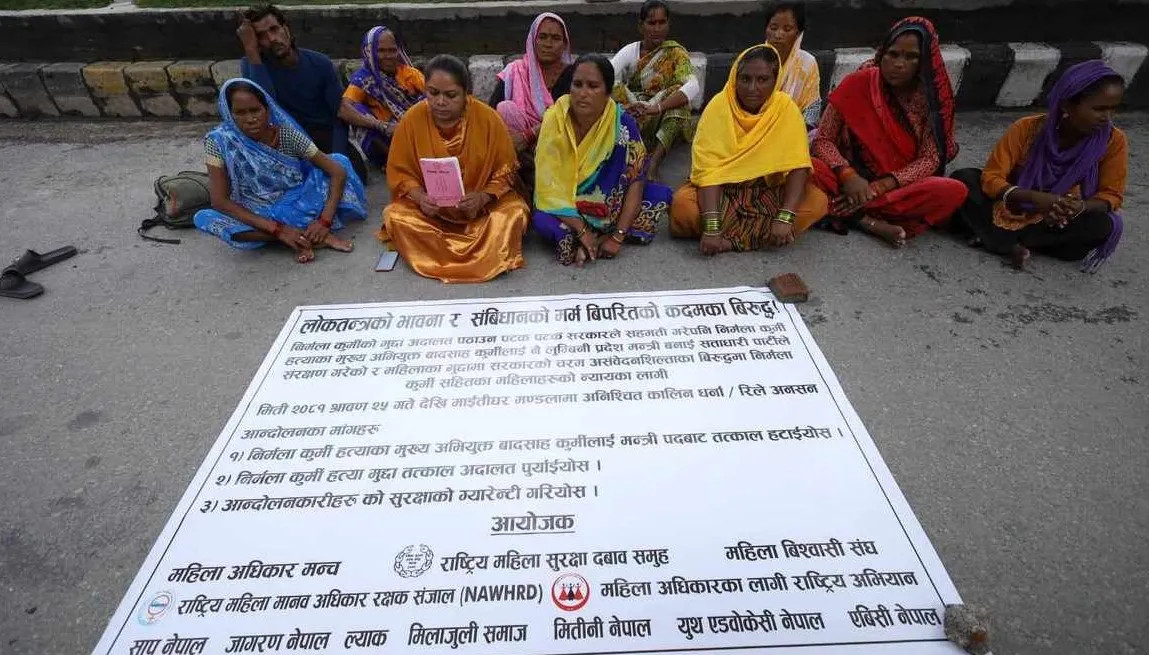 लोकतन्त्रको भावना र संबिधानको गर्म बिपरितको कदमका बिरुद्ध!
निर्मला कुर्मीको मुद्दा अदालत पठाउन पटक पटक सरकारले सहमती गरेपनि निर्मला कुर्मी
हत्याका मुख्य अभियुक्त बादसाह कुर्मीलाई नै लुम्बिनी प्रदेश मन्त्री बनाई सताधारी पार्टीले
संरक्षण गरेको र महिलाका मुद्दामा सरकारको चरम असंवेदनशिलताका बिरुद्धमा निर्मला
कुर्मी सहितका महिलाहरुको न्यायका लागी
मिती २०८१ श्रावण २५ गते देखि माईतीघर मण्डलामा अनिश्चित कालिन धर्ना / रिले अनसन
आन्दोलनका मांगहरु
१) निर्मला कुर्मी हत्याका मुख्य अभियुक्त बादसाह कुर्मीलाई मन्त्री पदबाट तत्काल हटाईयोस ।
२) निर्मला कुर्मी हत्या मुद्दा तत्काल अदालत पुर्याईयोस ।
३) आन्दोलनकारीहरु को सुरक्षाको ग्यारेन्टी गरियोस ।
आयोजक
महिला अधिकार मन्च राष्ट्रिय महिला सुरक्षा दबाव समुह महिला बिश्वासी संघ
राष्ट्रिय महिला मानव अधिकार रक्षक संजाल (NAWHRD) महिला अधिकारका लागी राष्ट्रिय अभियान
साप नेपाल जागरण नेपाल ल्याक मिलाजुली समाज मितीनी नेपाल युथ एडवोकेसी नेपाल एबिसी नेपाल